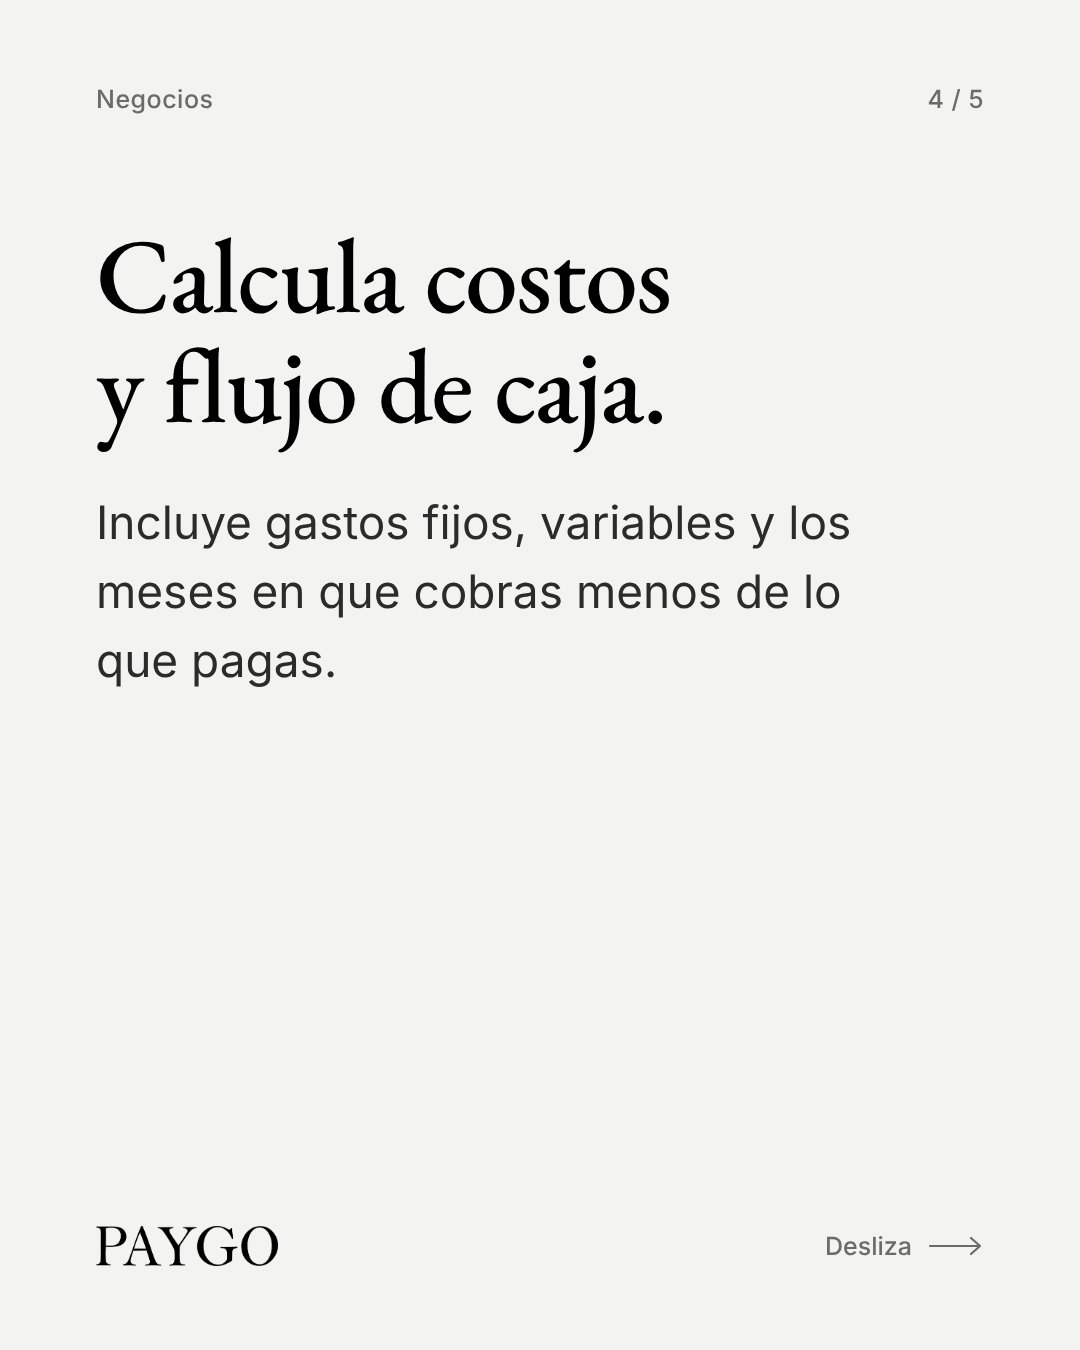 Negocios
4 / 5
Calcula costos
y flujo de caja.
Incluye gastos fijos, variables y los
meses en que cobras menos de lo
que pagas.
PAYGO
Desliza